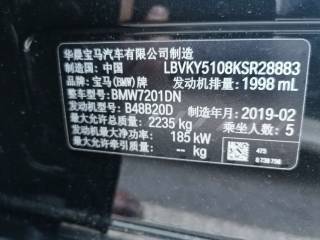 华晨宝马汽车有限公司制造
制造国: 中国 LBVKY5108KSR28883
品牌: 宝马(BMW)牌 发动机排量: 1998 mL
整车型号: BMW7201DN
发动机型号: B48B20D 制造年月: 2019-02
最大允许总质量: 2235 kg 乘坐人数: 5
发动机最大净功率: 185 kW
最大允许牵引质量: -- kg
475
8 738 798